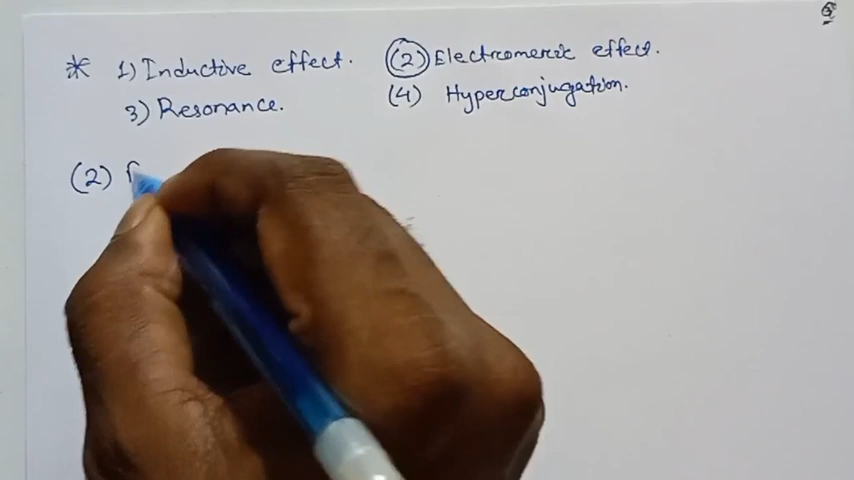 * 1) Inductive effect. (2) Electromeric effect.
3) Resonance. (4) Hyperconjugation.
(2)